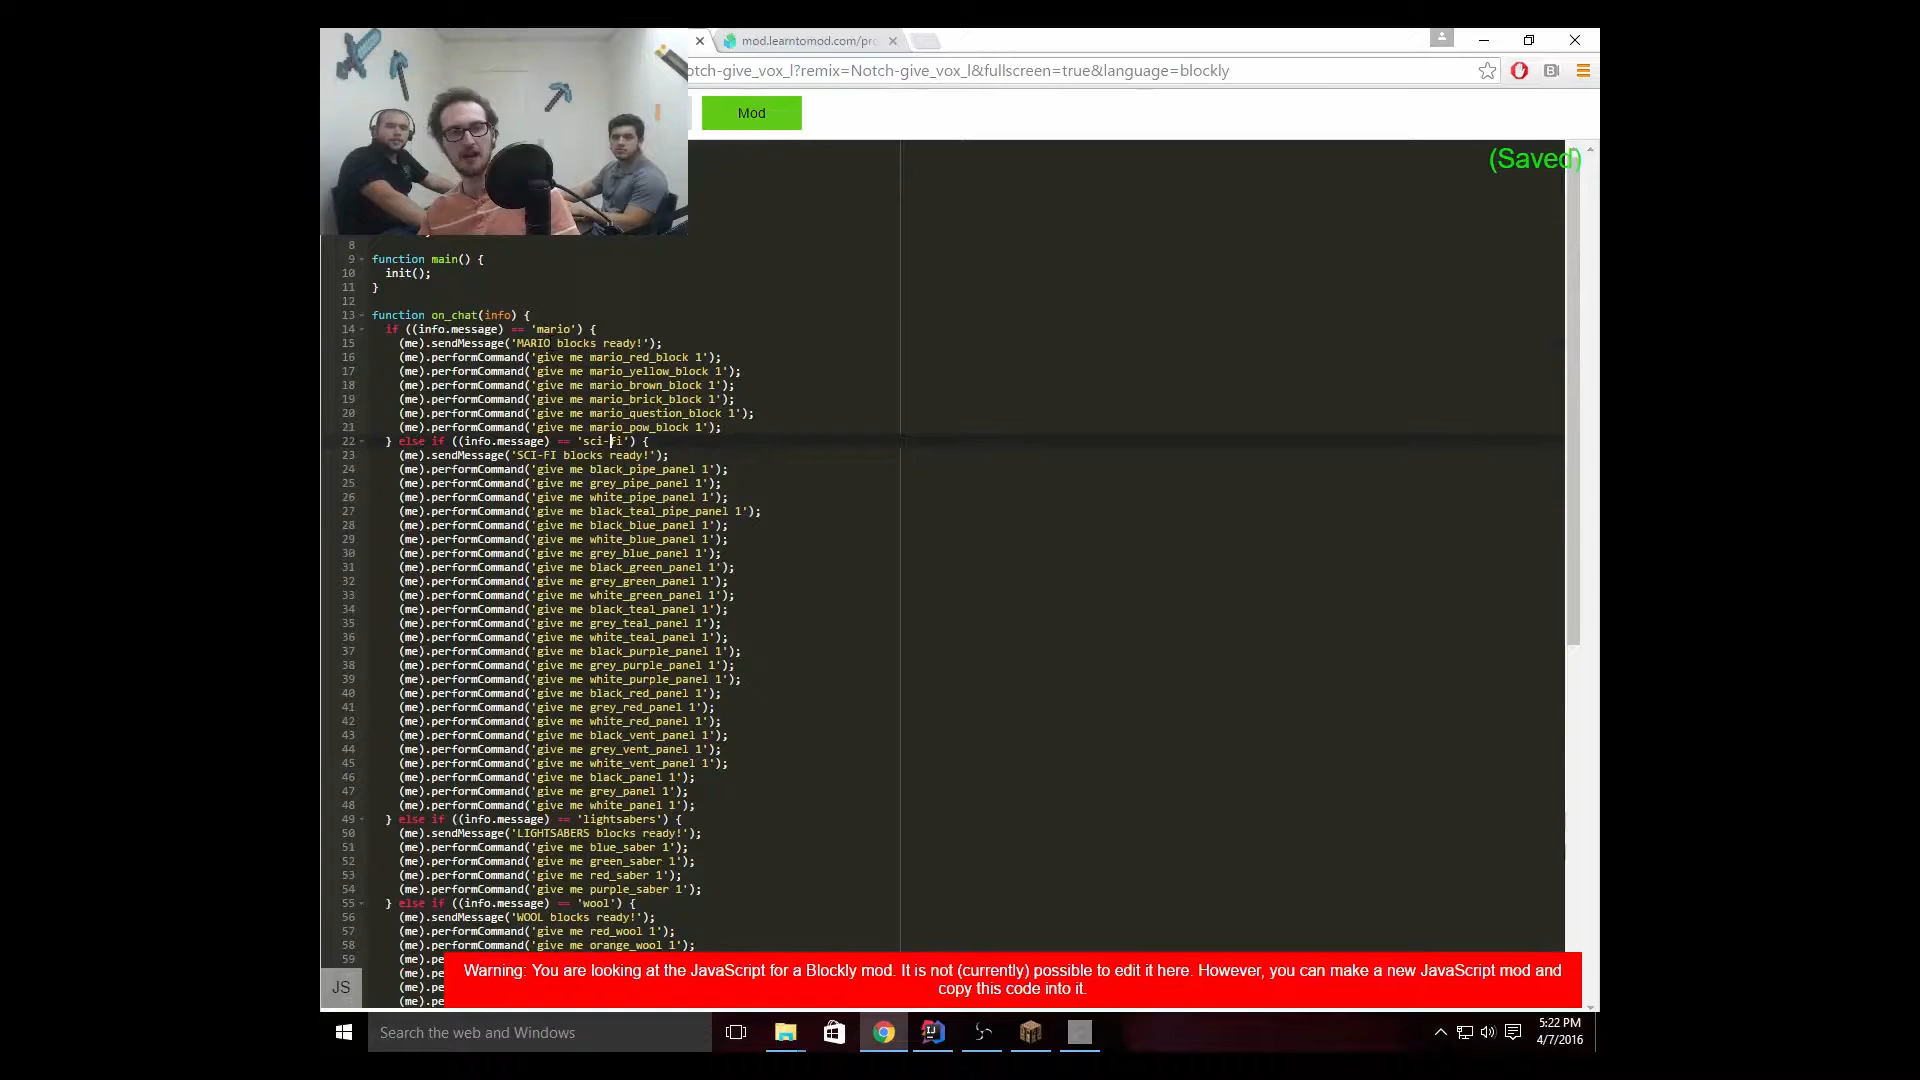 mod.learntomod.com/pro
otch-give_vox_l?remix=Notch-give_vox_l&fullscreen=true&language=blockly
Mod
(Saved)
8
9 function main() {
10 init();
11 }
12
13 function on_chat(info) {
14 if ((info.message) == 'mario') {
15 (me).sendMessage('MARIO blocks ready!');
16 (me).performCommand('give me mario_red_block 1');
17 (me).performCommand('give me mario_yellow_block 1');
18 (me).performCommand('give me mario_brown_block 1');
19 (me).performCommand('give me mario_brick_block 1');
20 (me).performCommand('give me mario_question_block 1');
21 (me).performCommand('give me mario_pow_block 1');
22 } else if ((info.message) == 'sci-fi') {
23 (me).sendMessage('SCI-FI blocks ready!');
24 (me).performCommand('give me black_pipe_panel 1');
25 (me).performCommand('give me grey_pipe_panel 1');
26 (me).performCommand('give me white_pipe_panel 1');
27 (me).performCommand('give me black_teal_pipe_panel 1');
28 (me).performCommand('give me black_blue_panel 1');
29 (me).performCommand('give me white_blue_panel 1');
30 (me).performCommand('give me grey_blue_panel 1');
31 (me).performCommand('give me black_green_panel 1');
32 (me).performCommand('give me grey_green_panel 1');
33 (me).performCommand('give me white_green_panel 1');
34 (me).performCommand('give me black_teal_panel 1');
35 (me).performCommand('give me grey_teal_panel 1');
36 (me).performCommand('give me white_teal_panel 1');
37 (me).performCommand('give me black_purple_panel 1');
38 (me).performCommand('give me grey_purple_panel 1');
39 (me).performCommand('give me white_purple_panel 1');
40 (me).performCommand('give me black_red_panel 1');
41 (me).performCommand('give me grey_red_panel 1');
42 (me).performCommand('give me white_red_panel 1');
43 (me).performCommand('give me black_vent_panel 1');
44 (me).performCommand('give me grey_vent_panel 1');
45 (me).performCommand('give me white_vent_panel 1');
46 (me).performCommand('give me black_panel 1');
47 (me).performCommand('give me grey_panel 1');
48 (me).performCommand('give me white_panel 1');
49 } else if ((info.message) == 'lightsabers') {
50 (me).sendMessage('LIGHTSABERS blocks ready!');
51 (me).performCommand('give me blue_saber 1');
52 (me).performCommand('give me green_saber 1');
53 (me).performCommand('give me red_saber 1');
54 (me).performCommand('give me purple_saber 1');
55 } else if ((info.message) == 'wool') {
56 (me).sendMessage('WOOL blocks ready!');
57 (me).performCommand('give me red_wool 1');
58 (me).performCommand('give me orange_wool 1');
59 (me).pe
(me).pe
(me).pe
(me).pe
JS
Warning: You are looking at the JavaScript for a Blockly mod. It is not (currently) possible to edit it here. However, you can make a new JavaScript mod and
copy this code into it.
Search the web and Windows
5:22 PM
4/7/2016